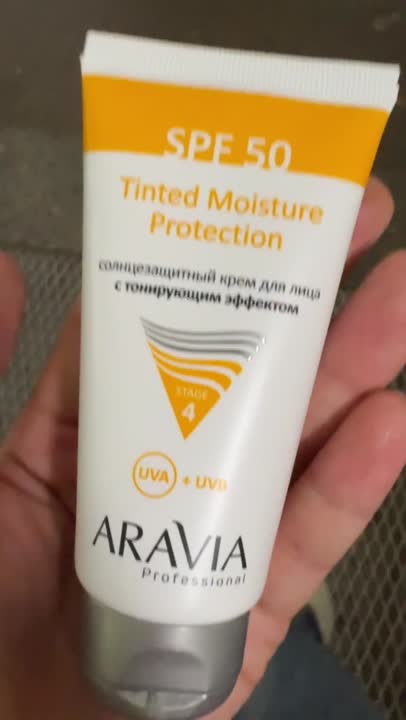 SPF 50
Tinted Moisture
Protection
солнцезащитный крем для лица
с тонирующим эффектом
STAGE
4
UVA + UVB
ARAVIA
Professional